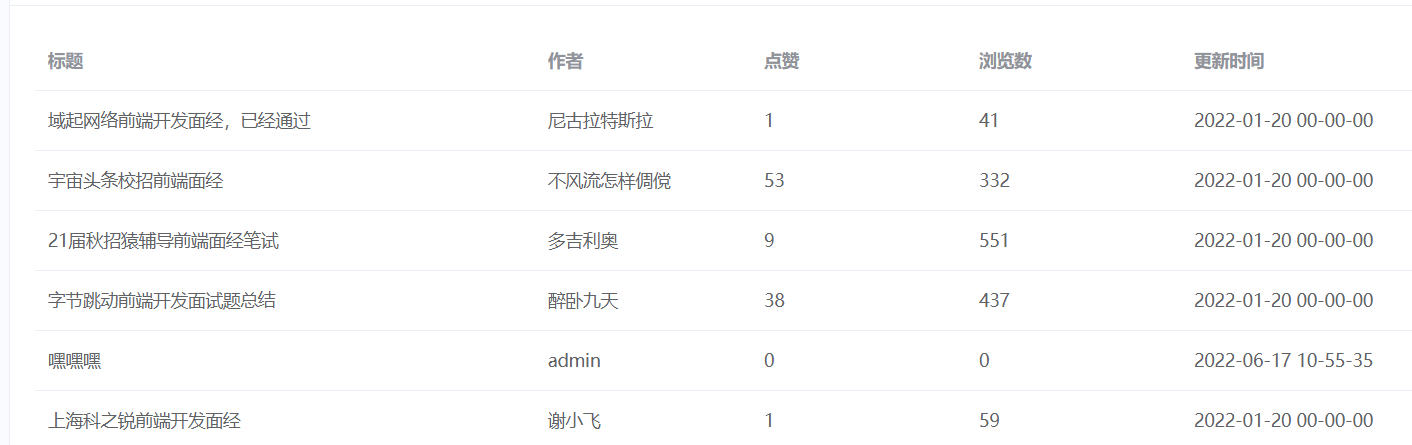 标题 作者 点赞 浏览数 更新时间
域起网络前端开发面经，已经通过 尼古拉特斯拉 1 41 2022-01-20 00-00-00
宇宙头条校招前端面经 不风流怎样倜傥 53 332 2022-01-20 00-00-00
21届秋招猿辅导前端面经笔试 多吉利奥 9 551 2022-01-20 00-00-00
字节跳动前端开发面试题总结 醉卧九天 38 437 2022-01-20 00-00-00
嘿嘿嘿 admin 0 0 2022-06-17 10-55-35
上海科之锐前端开发面经 谢小飞 1 59 2022-01-20 00-00-00